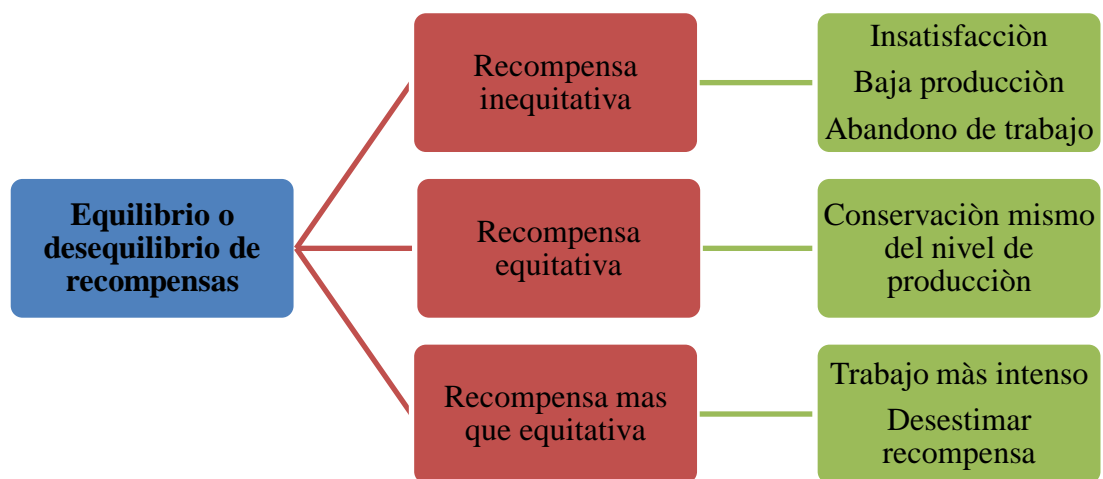 Equilibrio o
desequilibrio de
recompensas
Recompensa
inequitativa
Insatisfacciòn
Baja producciòn
Abandono de trabajo
Recompensa
equitativa
Conservaciòn mismo
del nivel de
producciòn
Recompensa mas
que equitativa
Trabajo màs intenso
Desestimar
recompensa